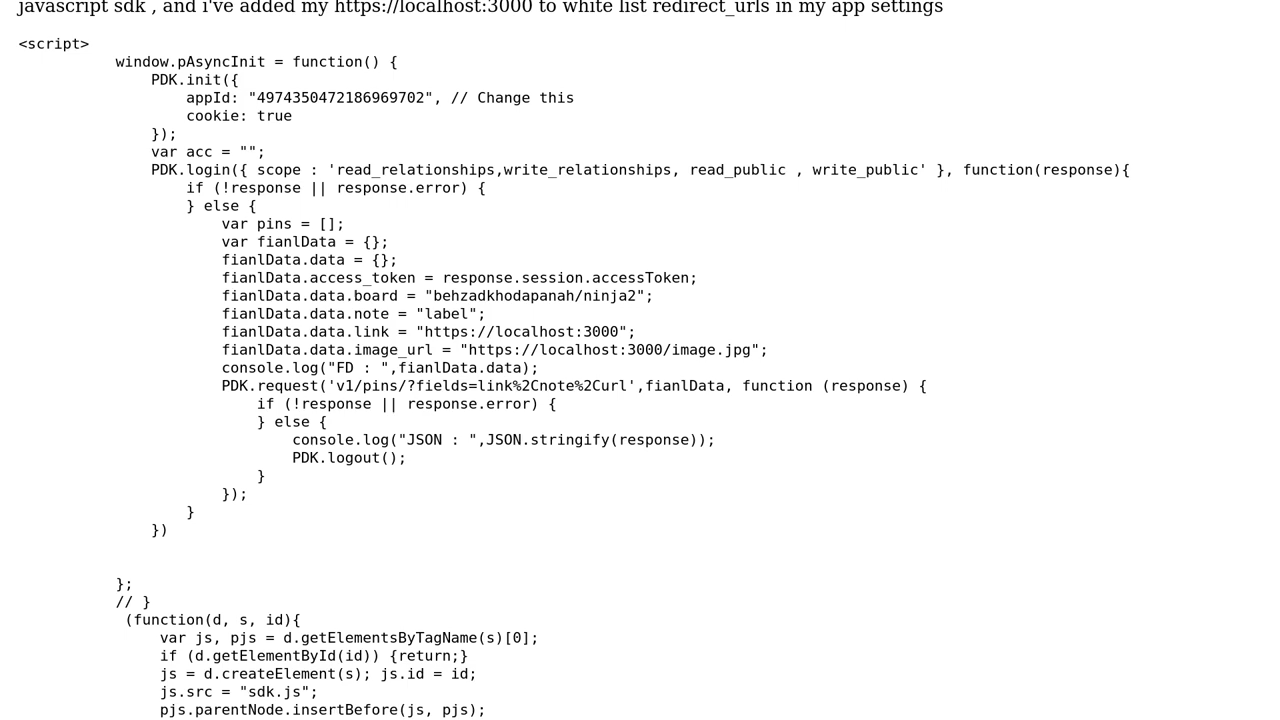 javascript sdk , and i've added my https://localhost:3000 to white list redirect_urls in my app settings
<script>
window.pAsyncInit = function() {
PDK.init({
appId: "4974350472186969702", // Change this
cookie: true
});
var acc = "";
PDK.login({ scope : 'read_relationships,write_relationships, read_public , write_public' }, function(response){
if (!response || response.error) {
} else {
var pins = [];
var fianlData = {};
fianlData.data = {};
fianlData.access_token = response.session.accessToken;
fianlData.data.board = "behzadkhodapanah/ninja2";
fianlData.data.note = "label";
fianlData.data.link = "https://localhost:3000";
fianlData.data.image_url = "https://localhost:3000/image.jpg";
console.log("FD : ",fianlData.data);
PDK.request('v1/pins/?fields=link%2Cnote%2Curl',fianlData, function (response) {
if (!response || response.error) {
} else {
console.log("JSON : ",JSON.stringify(response));
PDK.logout();
}
});
}
})
};
// }
(function(d, s, id){
var js, pjs = d.getElementsByTagName(s)[0];
if (d.getElementById(id)) {return;}
js = d.createElement(s); js.id = id;
js.src = "sdk.js";
pjs.parentNode.insertBefore(js, pjs);